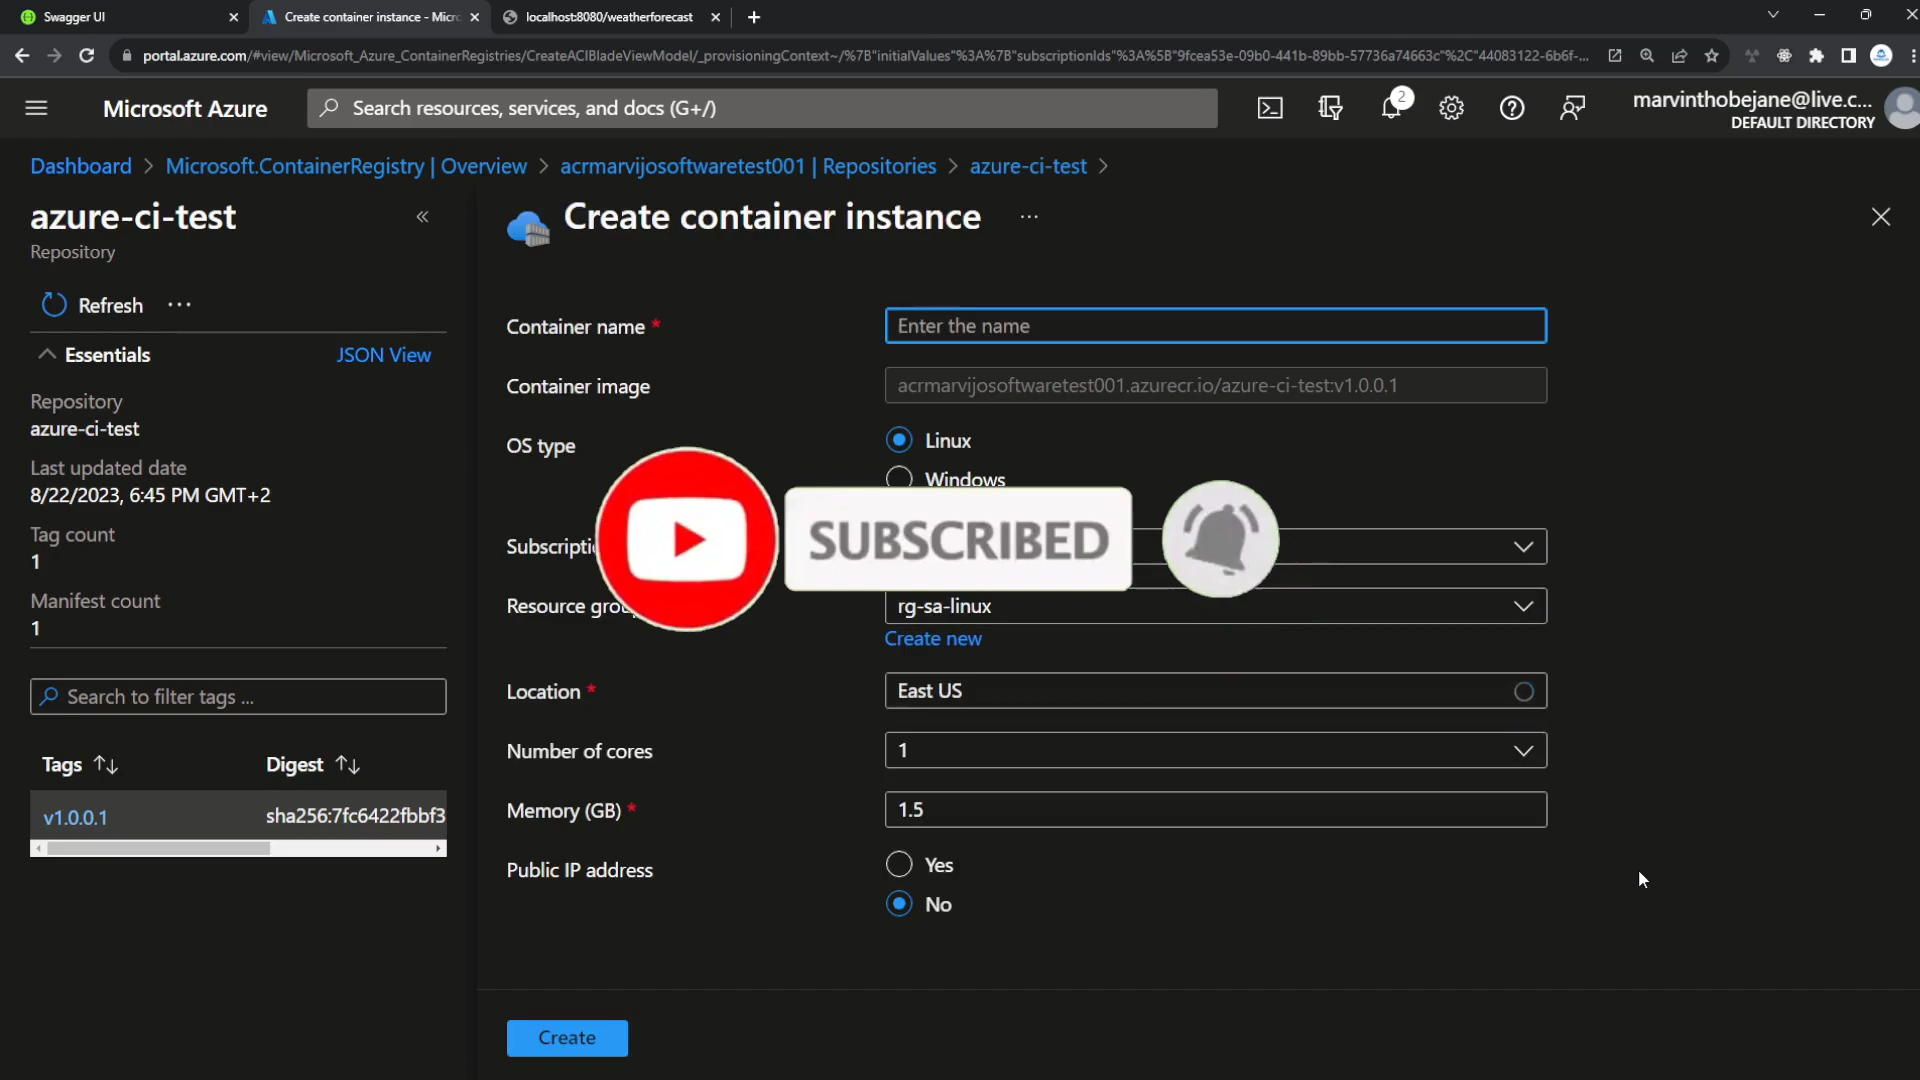 Swagger UI
Create container instance - Micro
localhost:8080/weatherforecast
portal.azure.com/#view/Microsoft_Azure_ContainerRegistries/CreateACIBladeViewModel/_provisioningContext~/%7B"initialValues"%3A%7B"subscriptionIds"%3A%5B"9fcea53e-09b0-441b-89bb-57736a74663c"%2C"44083122-6b6f-...
Microsoft Azure
Search resources, services, and docs (G+/)
2
marvinthobejane@live.c...
DEFAULT DIRECTORY
Dashboard > Microsoft.ContainerRegistry | Overview > acrmarvijosoftwaretest001 | Repositories > azure-ci-test >
azure-ci-test
Repository
Refresh
Essentials
JSON View
Repository
azure-ci-test
Last updated date
8/22/2023, 6:45 PM GMT+2
Tag count
1
Manifest count
1
Search to filter tags ...
Tags
Digest
v1.0.0.1
sha256:7fc6422fbbf3
Create container instance
Container name *
Enter the name
Container image
acrmarvijosoftwaretest001.azurecr.io/azure-ci-test:v1.0.0.1
OS type
Linux
Windows
SUBSCRIBED
Subscripti
Resource grou
rg-sa-linux
Create new
Location *
East US
Number of cores
1
Memory (GB) *
1.5
Public IP address
Yes
No
Create